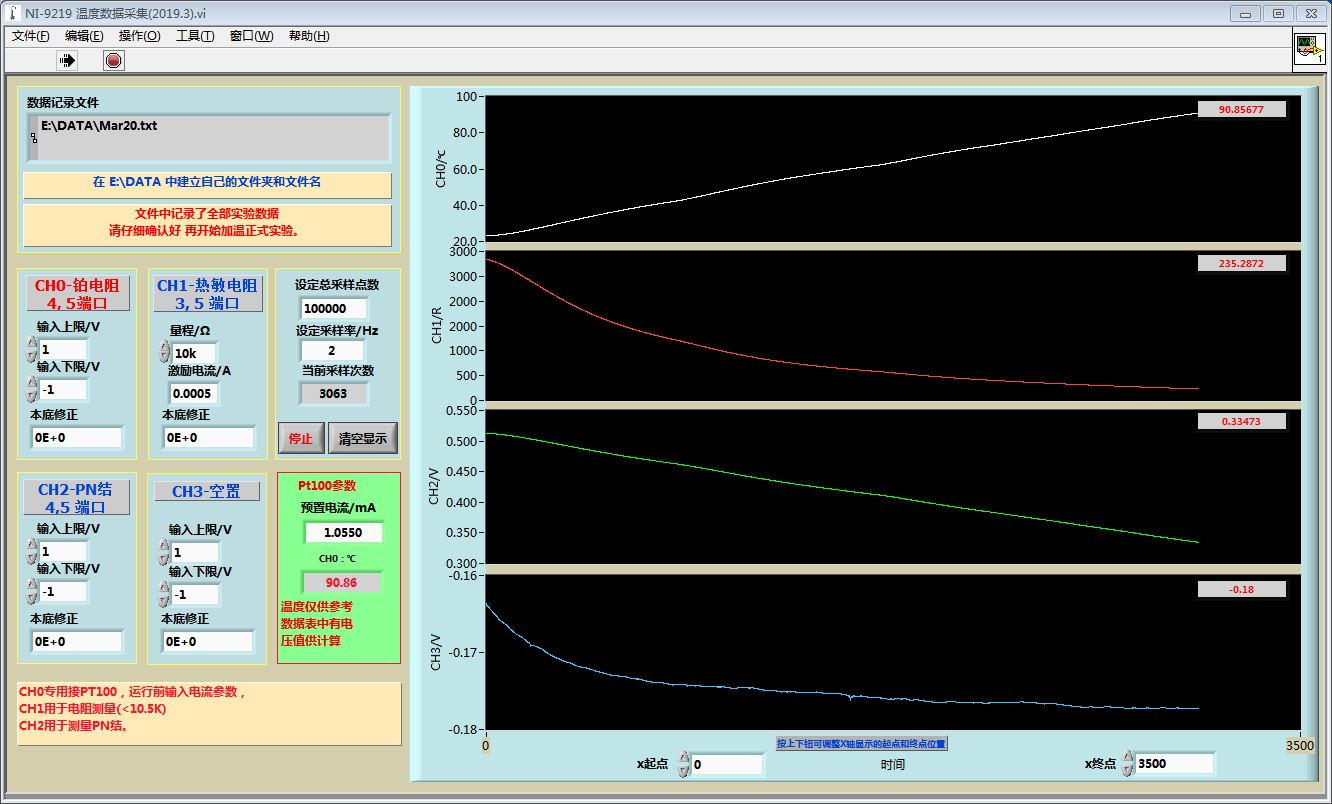 NI-9219 温度数据采集(2019.3).vi
文件(F) 编辑(E) 操作(O) 工具(T) 窗口(W) 帮助(H)
1
数据记录文件
E:\DATA\Mar20.txt
在 E:\DATA 中建立自己的文件夹和文件名
文件中记录了全部实验数据
请仔细确认好 再开始加温正式实验。
CH0-铂电阻
4, 5端口
输入上限/V
1
输入下限/V
-1
本底修正
0E+0
CH1-热敏电阻
3, 5 端口
量程/Ω
10k
激励电流/A
0.0005
本底修正
0E+0
设定总采样点数
100000
设定采样率/Hz
2
当前采样次数
3063
停止
清空显示
CH2-PN结
4,5 端口
输入上限/V
1
输入下限/V
-1
本底修正
0E+0
CH3-空置
输入上限/V
1
输入下限/V
-1
本底修正
0E+0
Pt100参数
预置电流/mA
1.0550
CH0：℃
90.86
温度仅供参考
数据表中有电
压值供计算
CH0专用接PT100，运行前输入电流参数，
CH1用于电阻测量(<10.5K)
CH2用于测量PN结。
CH0/℃
100
80.0
60.0
40.0
20.0
90.85677
CH1/R
3000
3000
2000
2000
1000
1000
500
0
235.2872
CH2/V
0.550
0.500
0.450
0.400
0.350
0.300
0.33473
CH3/V
-0.16
-0.17
-0.18
-0.18
0
3500
按上下钮可调整X轴显示的起点和终点位置
x起点
0
时间
x终点
3500